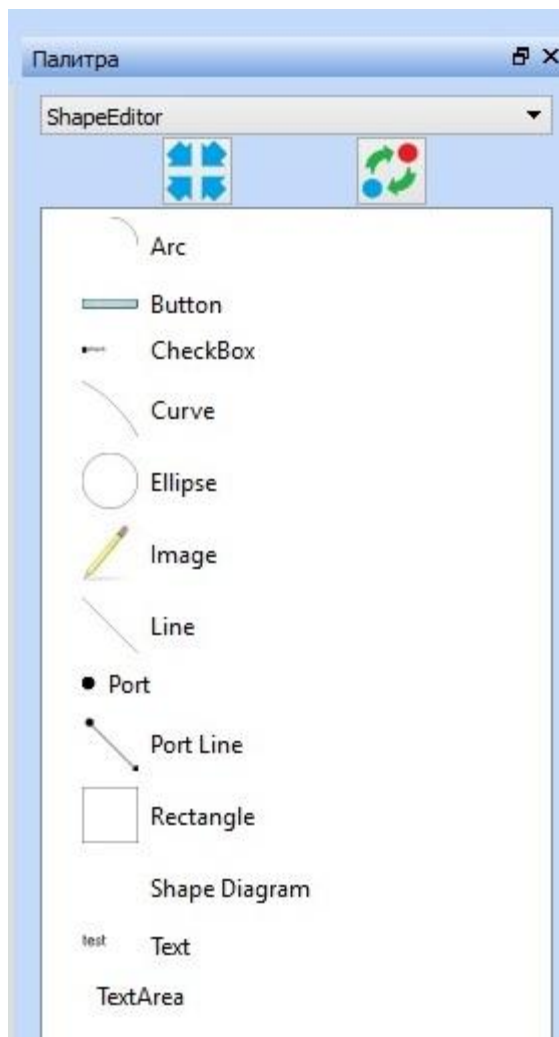 Палитра
ShapeEditor
Arc
Button
CheckBox
Curve
Ellipse
Image
Line
Port
Port Line
Rectangle
Shape Diagram
test Text
TextArea